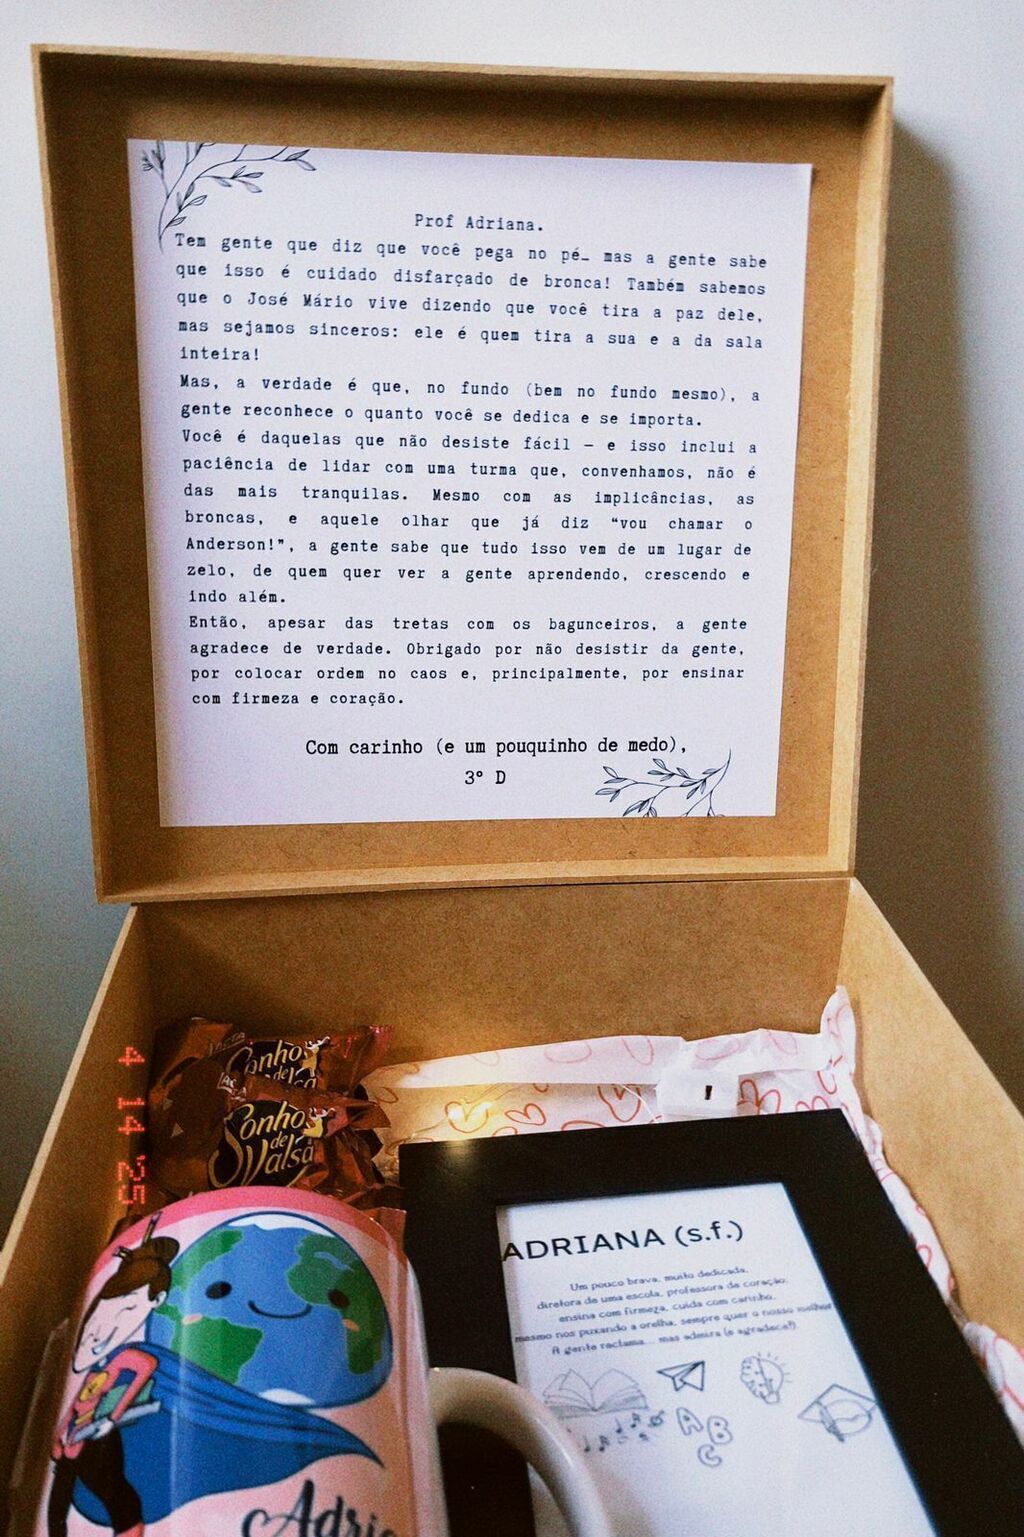 Prof Adriana.
Tem gente que diz que você pega no pé… mas a gente sabe
que isso é cuidado disfarçado de bronca! Também sabemos
que o José Mário vive dizendo que você tira a paz dele,
mas sejamos sinceros: ele é quem tira a sua e a da sala
inteira!
Mas, a verdade é que, no fundo (bem no fundo mesmo), a
gente reconhece o quanto você se dedica e se importa.
Você é daquelas que não desiste fácil — e isso inclui a
paciência de lidar com uma turma que, convenhamos, não é
das mais tranquilas. Mesmo com as implicâncias, as
broncas, e aquele olhar que já diz “vou chamar o
Anderson!”, a gente sabe que tudo isso vem de um lugar de
zelo, de quem quer ver a gente aprendendo, crescendo e
indo além.
Então, apesar das tretas com os bagunceiros, a gente
agradece de verdade. Obrigado por não desistir da gente,
por colocar ordem no caos e, principalmente, por ensinar
com firmeza e coração.
Com carinho (e um pouquinho de medo),
3º D
LACTA
Sonho
de
LACTA
Sonho
de
Valsa
4 14 '25
ADRIANA (s.f.)
Um pouco brava, muito dedicada,
diretora de uma escola, professora de coração,
ensina com firmeza, cuida com carinho.
mesmo nos puxando a orelha, sempre quer o nosso melhor
A gente reclama... mas admira (e agradece!)
A B
C
Adria